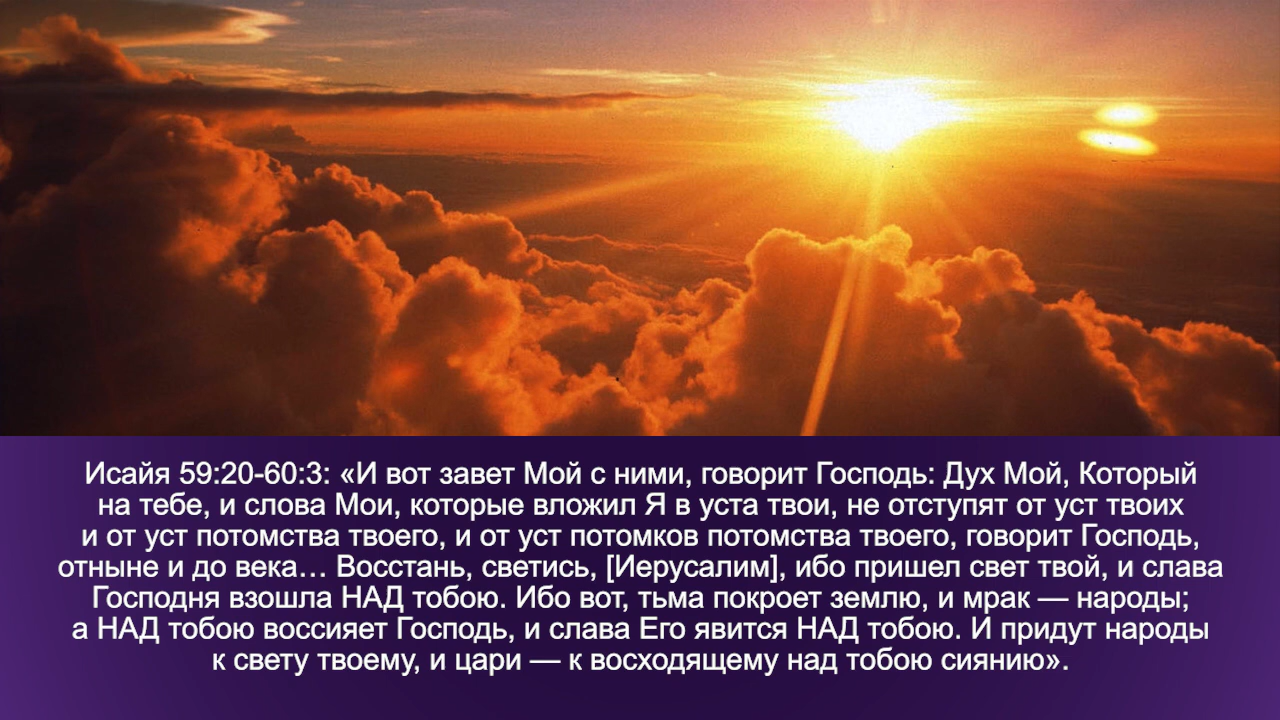 Исайя 59:20-60:3: «И вот завет Мой с ними, говорит Господь: Дух Мой, Который
на тебе, и слова Мои, которые вложил Я в уста твои, не отступят от уст твоих
и от уст потомства твоего, и от уст потомков потомства твоего, говорит Господь,
отныне и до века… Восстань, светись, [Иерусалим], ибо пришел свет твой, и слава
Господня взошла НАД тобою. Ибо вот, тьма покроет землю, и мрак — народы;
а НАД тобою воссияет Господь, и слава Его явится НАД тобою. И придут народы
к свету твоему, и цари — к восходящему над тобою сиянию».